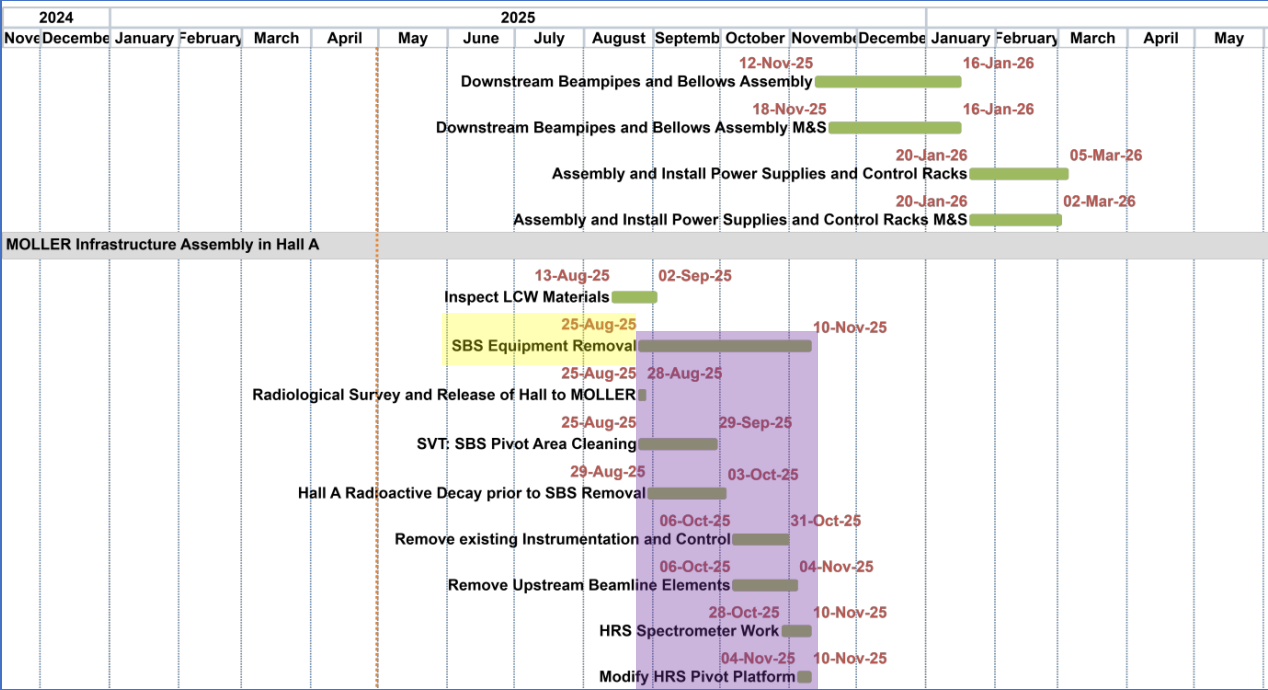 2024 2025
Nove Decembe January February March April May June July August Septemb October Novembe Decembe January February March April May
12-Nov-25 16-Jan-26
Downstream Beampipes and Bellows Assembly
18-Nov-25 16-Jan-26
Downstream Beampipes and Bellows Assembly M&S
20-Jan-26 05-Mar-26
Assembly and Install Power Supplies and Control Racks
20-Jan-26 02-Mar-26
Assembly and Install Power Supplies and Control Racks M&S
MOLLER Infrastructure Assembly in Hall A
13-Aug-25 02-Sep-25
Inspect LCW Materials
25-Aug-25 10-Nov-25
SBS Equipment Removal
25-Aug-25 28-Aug-25
Radiological Survey and Release of Hall to MOLLER
25-Aug-25 29-Sep-25
SVT: SBS Pivot Area Cleaning
29-Aug-25 03-Oct-25
Hall A Radioactive Decay prior to SBS Removal
06-Oct-25 31-Oct-25
Remove existing Instrumentation and Control
06-Oct-25 04-Nov-25
Remove Upstream Beamline Elements
28-Oct-25 10-Nov-25
HRS Spectrometer Work
04-Nov-25 10-Nov-25
Modify HRS Pivot Platform